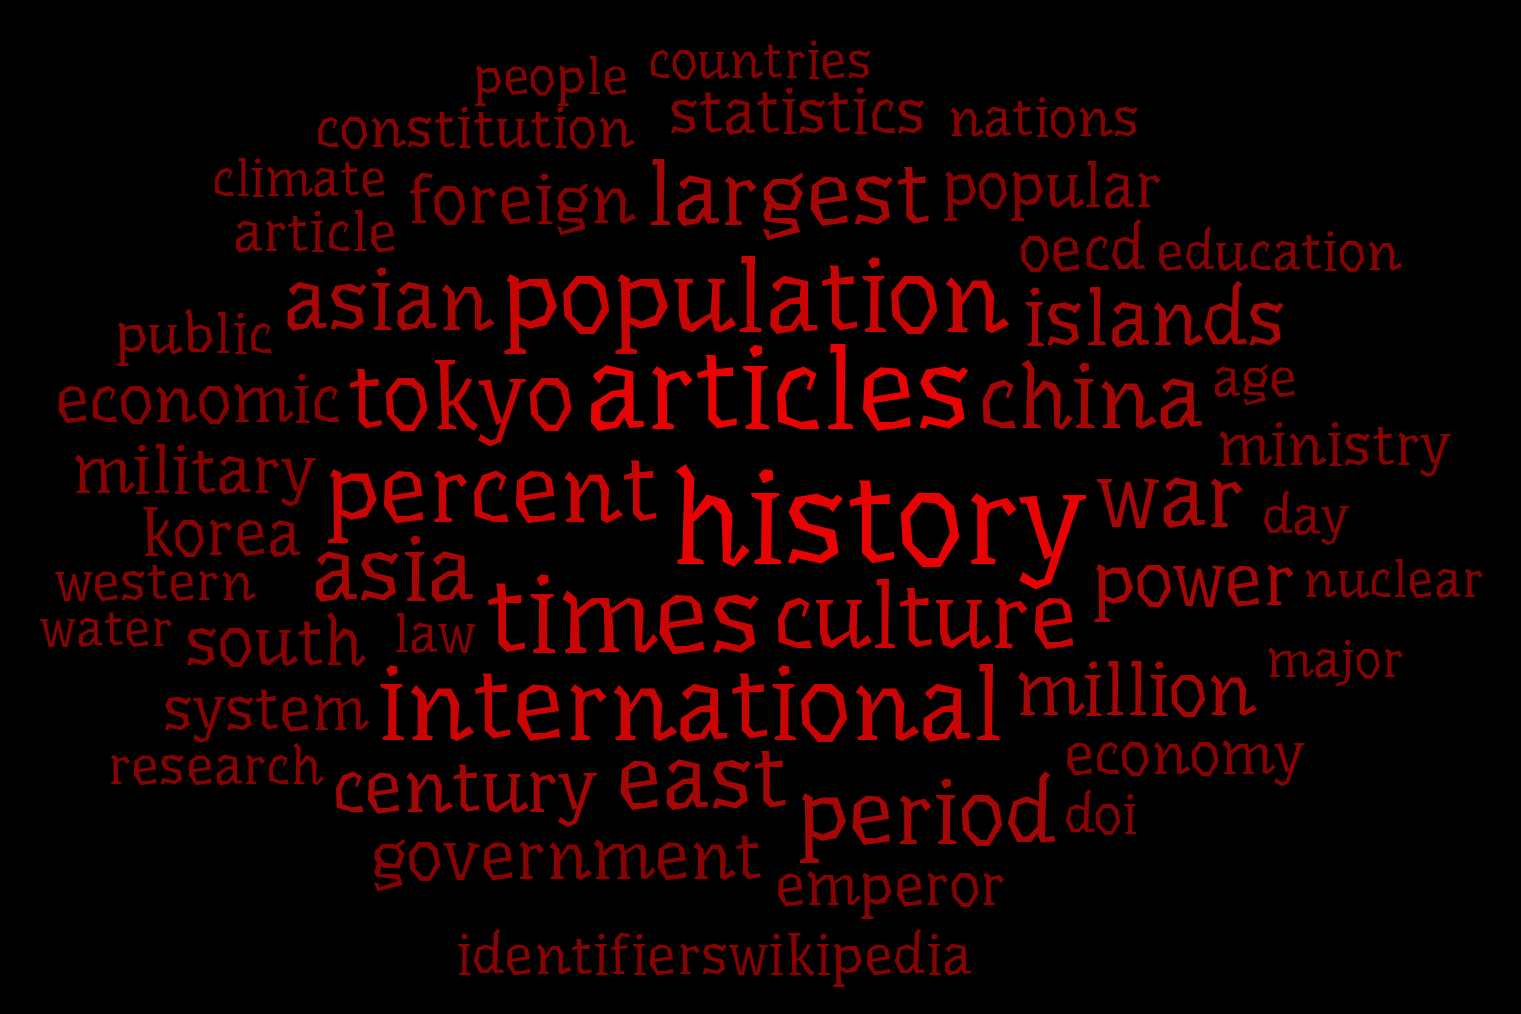 people countries
constitution statistics nations
climate foreign largest popular
article oecd education
asian population islands
public
economic tokyo articles china age
military percent history war ministry
korea day
western asia times culture power nuclear
water south law major
system international million
research century east economy
period doi
government emperor
identifierswikipedia